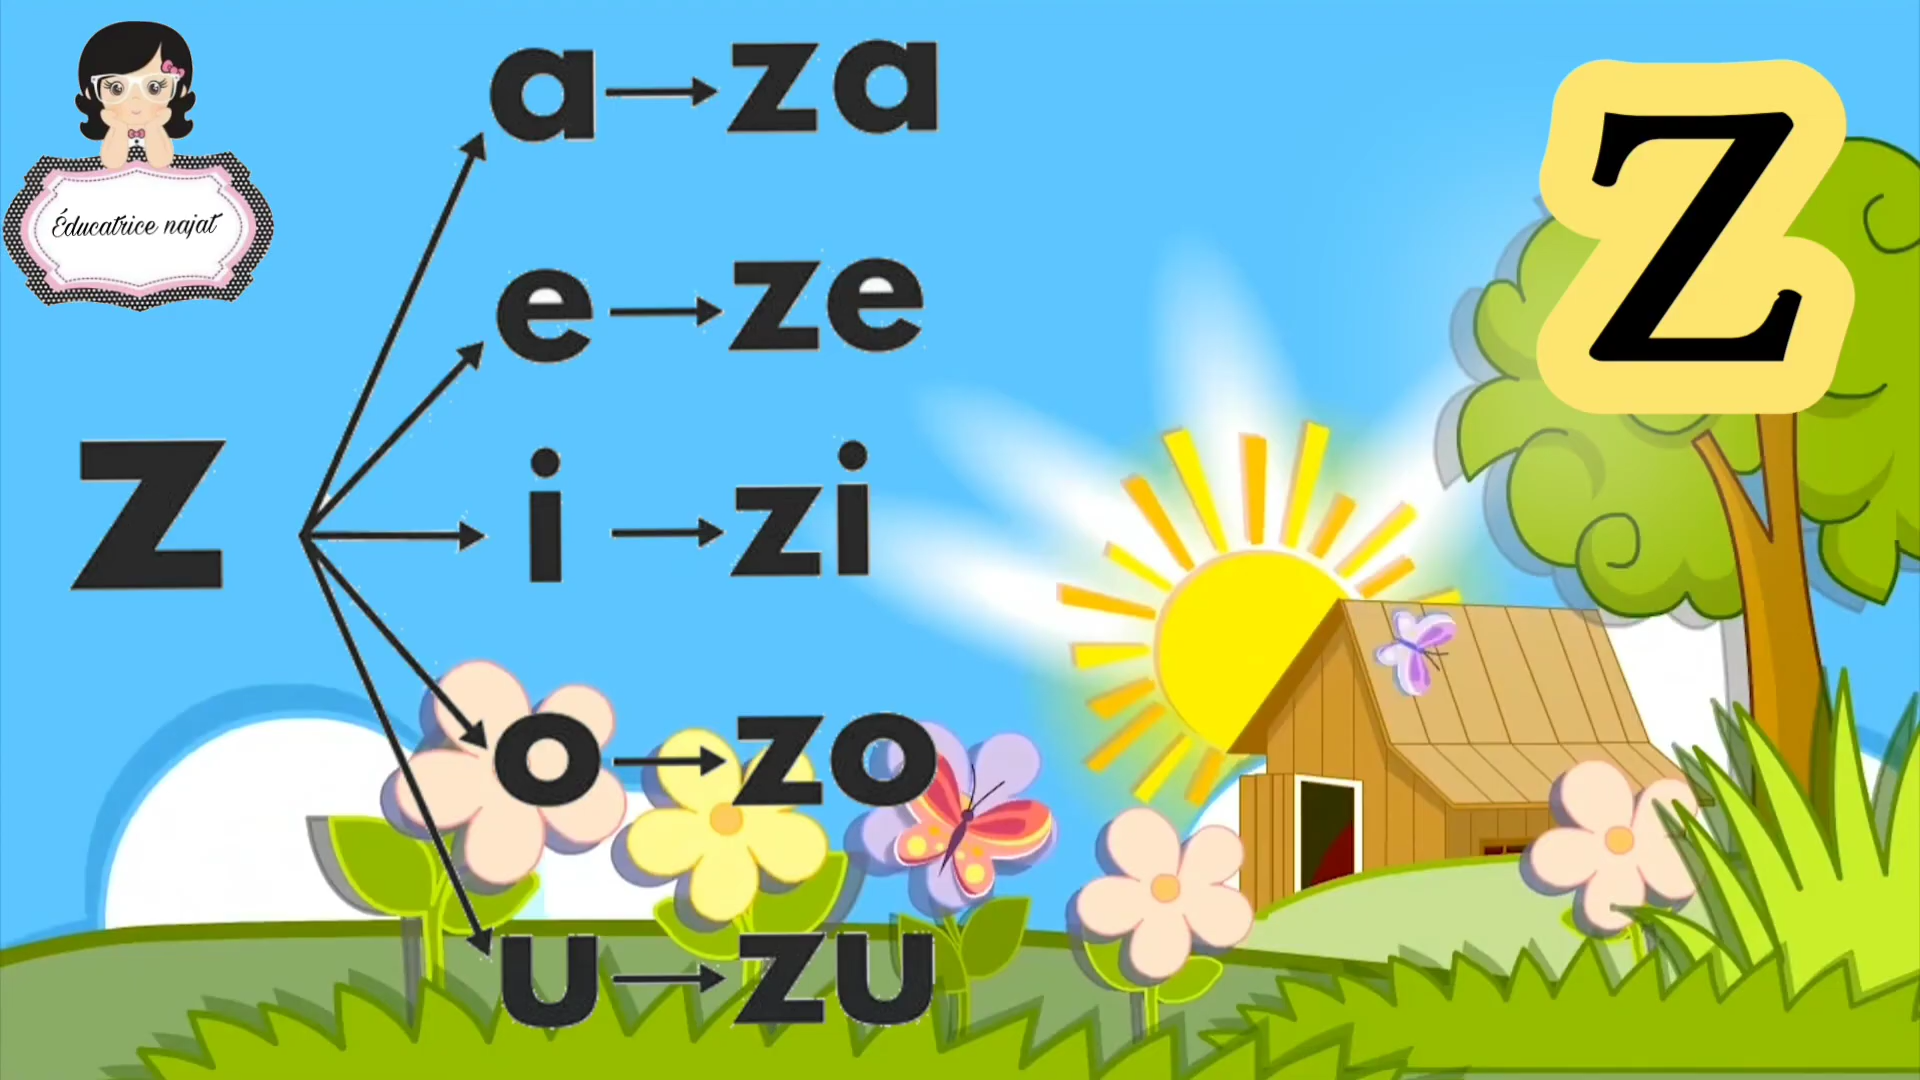 Éducatrice najat
Z
a → za
e → ze
z
i → zi
o → zo
u → zu